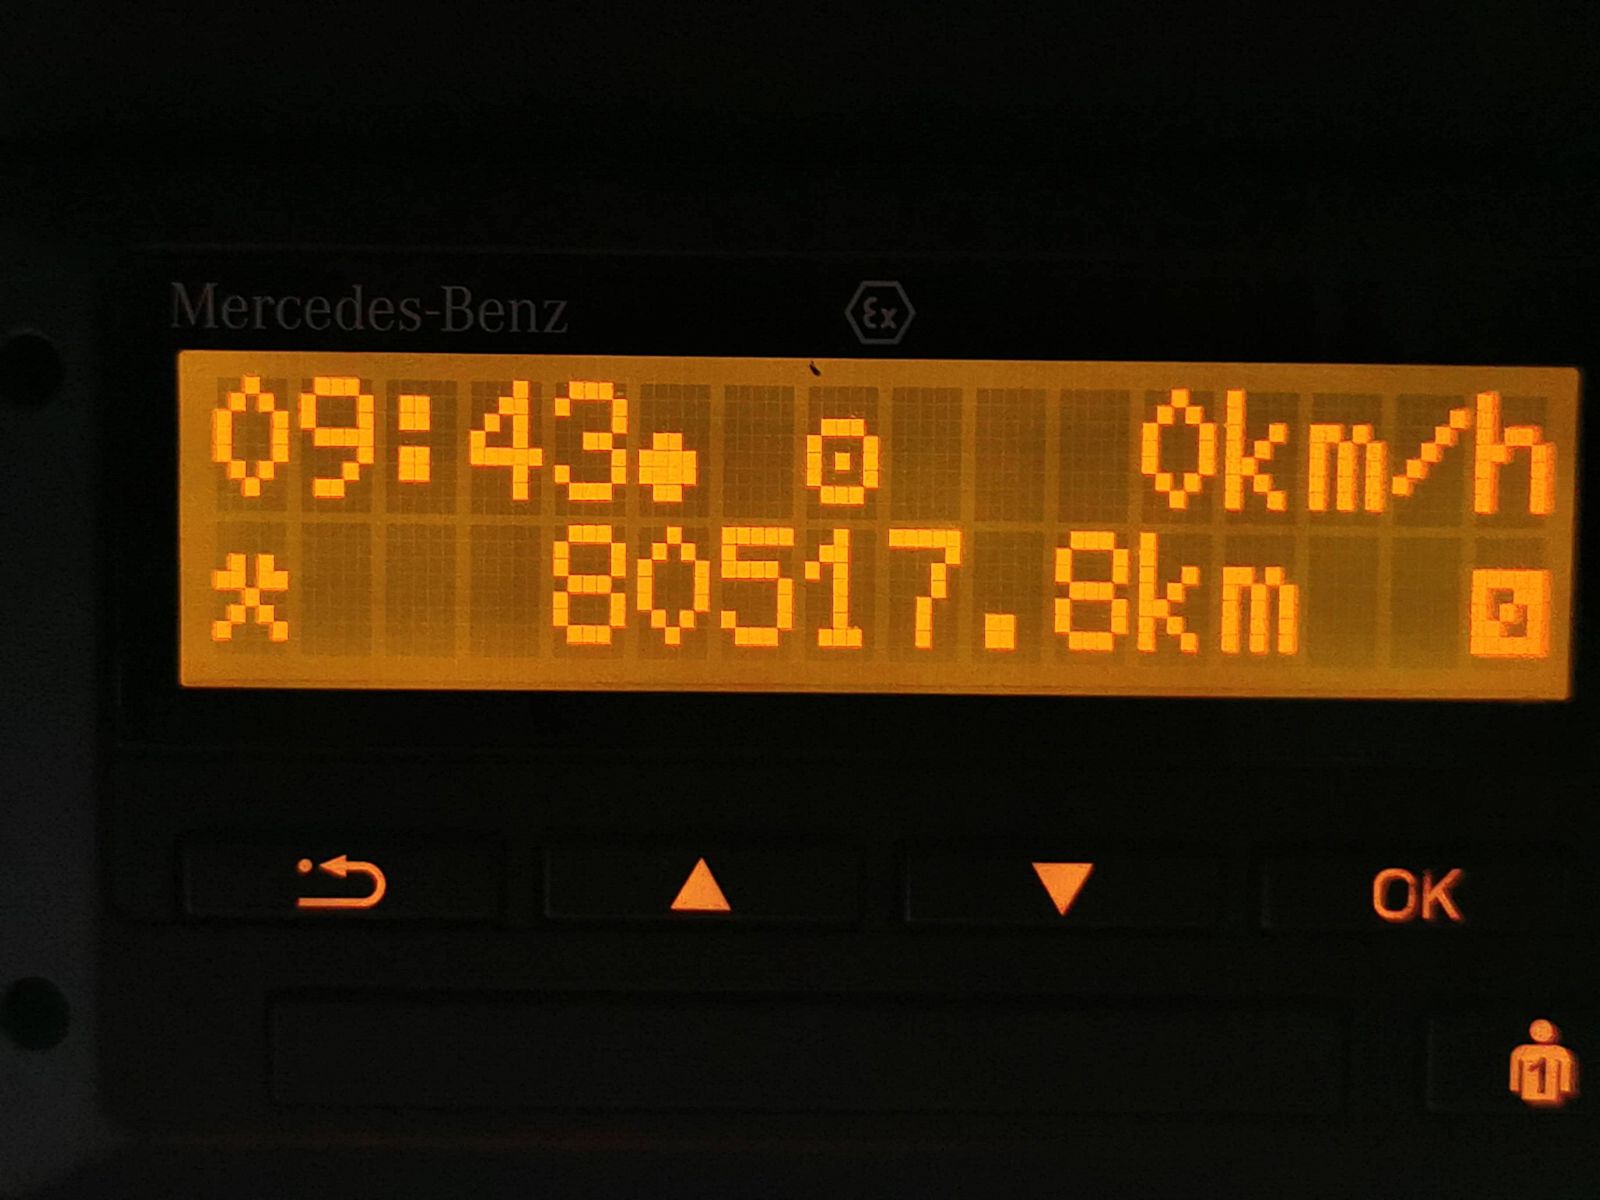 Mercedes-Benz
Ex
09:43 0km/h
80517.8km
OK
1